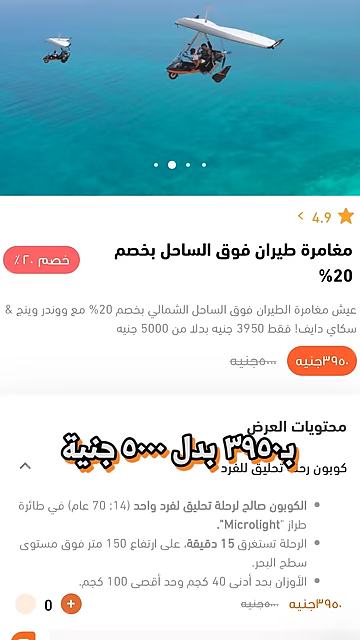 4.9
مغامرة طيران فوق الساحل بخصم
20%
خصم ٢٠٪
عيش مغامرة الطيران فوق الساحل الشمالي بخصم 20% مع ووندر وينج &
سكاي دايف! فقط 3950 جنيه بدلا من 5000 جنيه
٣٩٥٠جنيه
٥٠٠٠جنيه
محتويات العرض
ب٣٩٥٠ بدل ٥٠٠٠ جنية
كوبون رحلة تحليق للفرد
الكوبون صالح لرحلة تحليق لفرد واحد (14: 70 عام) في طائرة
طراز "Microlight".
الرحلة تستغرق 15 دقيقة، على ارتفاع 150 متر فوق مستوى
سطح البحر.
الأوزان بحد أدنى 40 كجم وحد أقصى 100 كجم.
٣٩٥٠جنيه
٥٠٠٠جنيه
+ 0